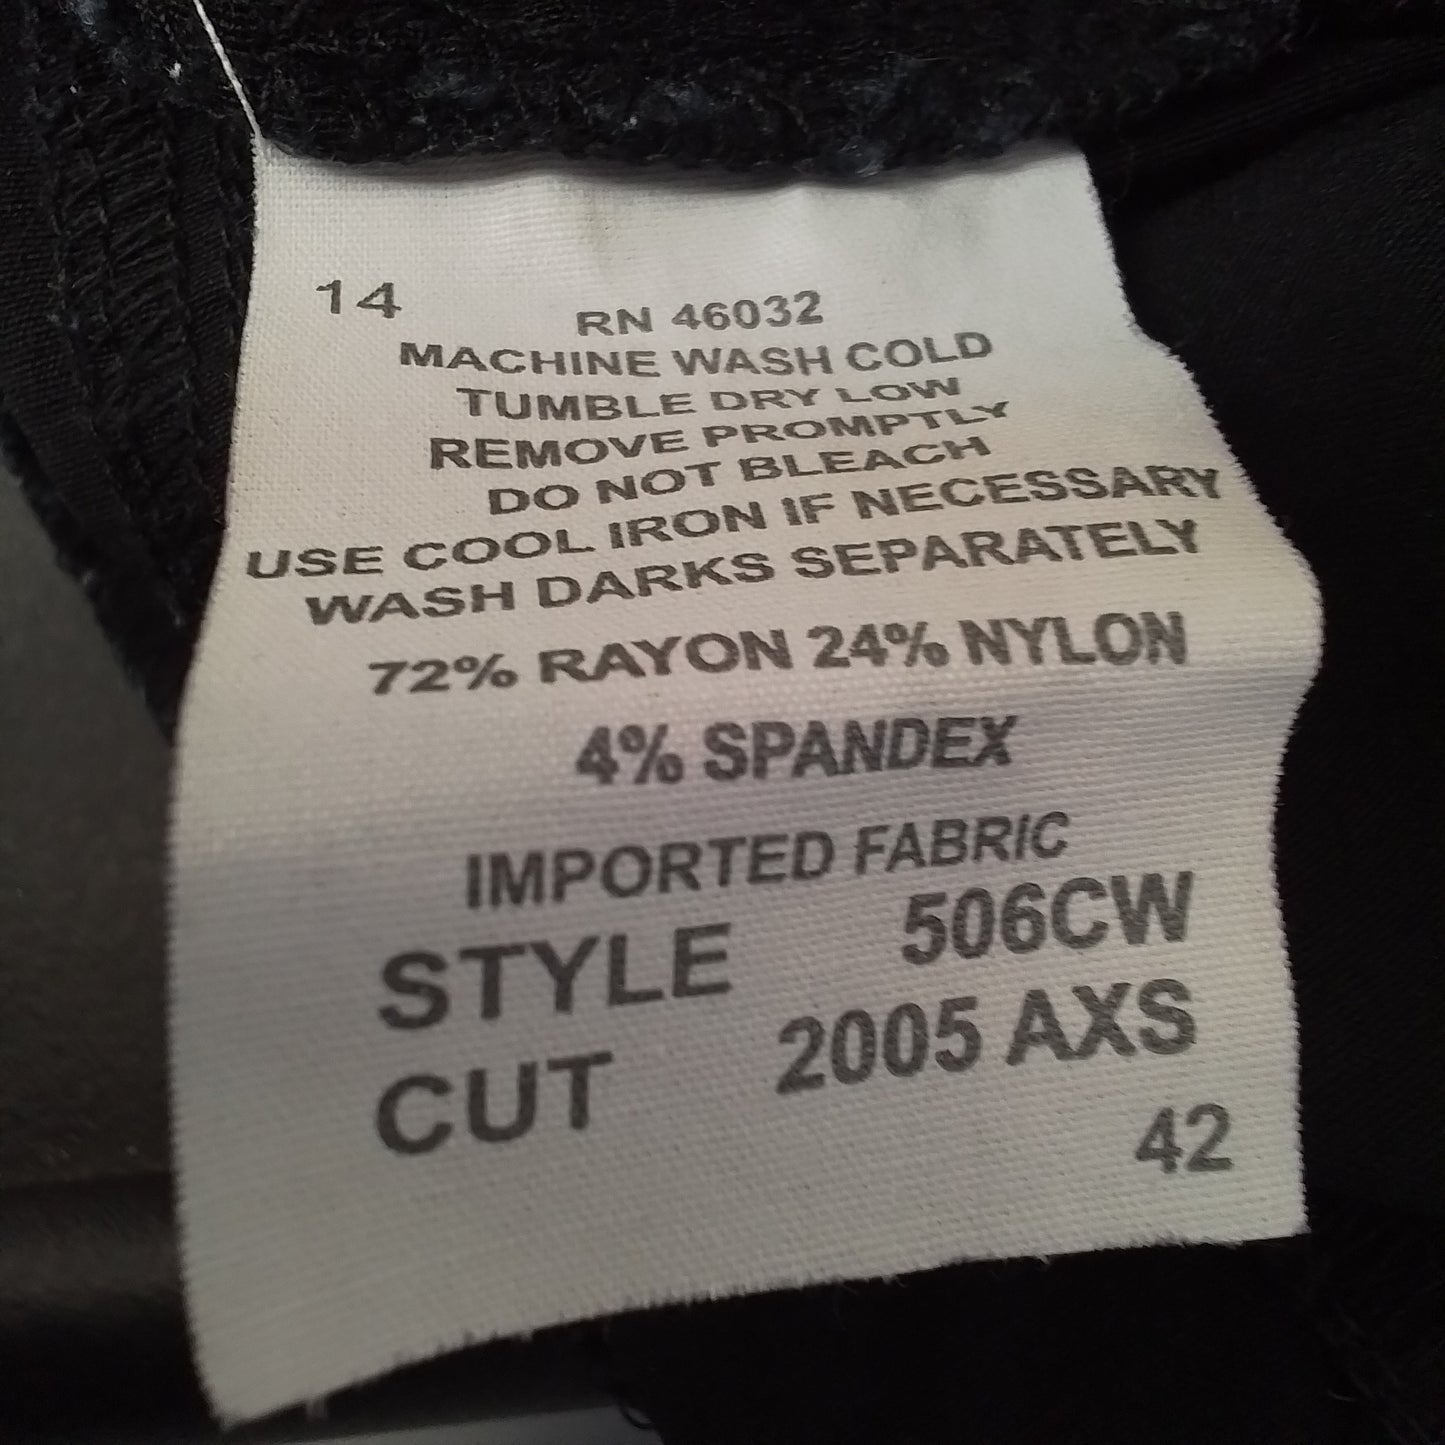 14
RN 46032
MACHINE WASH COLD
TUMBLE DRY LOW
REMOVE PROMPTLY
DO NOT BLEACH
USE COOL IRON IF NECESSARY
WASH DARKS SEPARATELY
72% RAYON 24% NYLON
4% SPANDEX
IMPORTED FABRIC
STYLE 506CW
CUT 2005 AXS
42